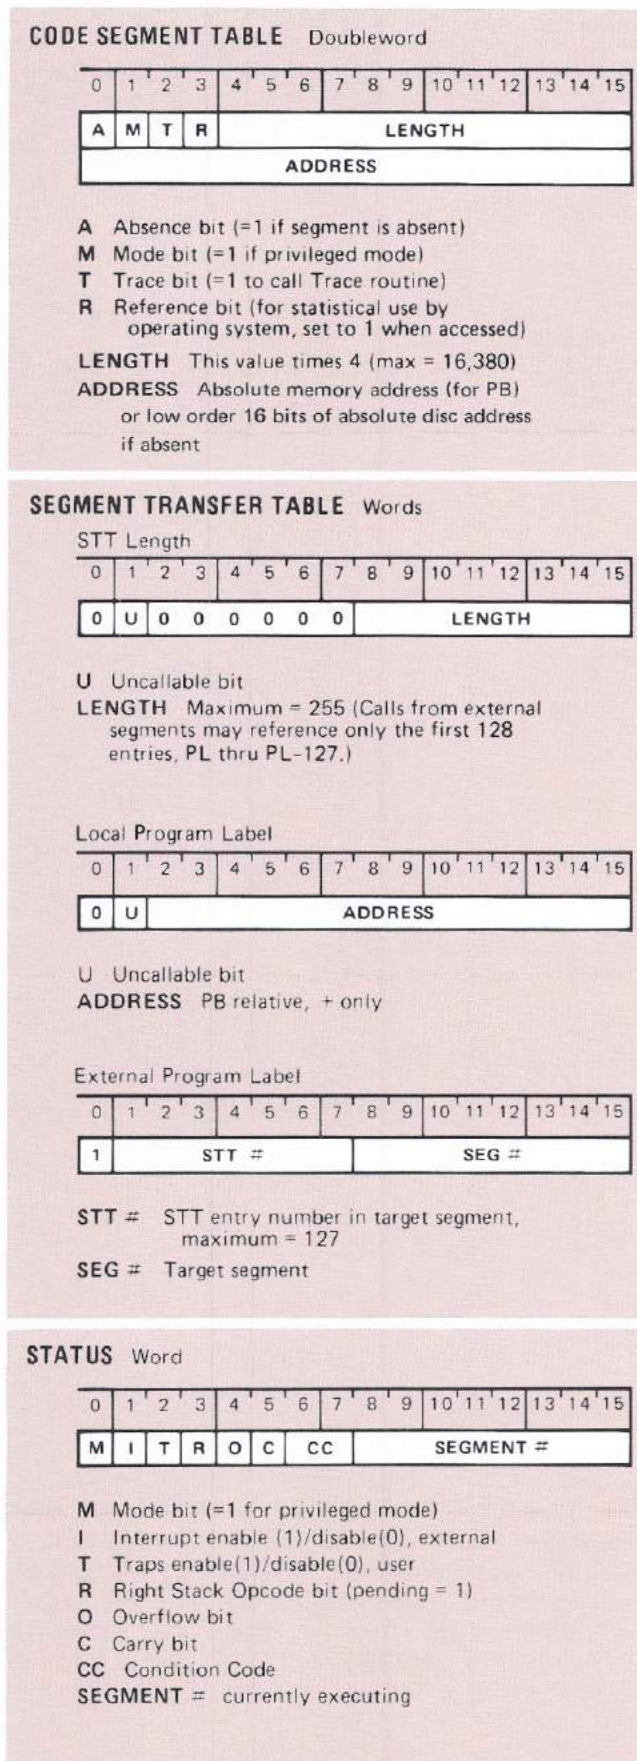 CODE SEGMENT TABLE Doubleword
0 1 2 3 4 5 6 7 8 9 10 11 12 13 14 15
A M T R LENGTH
ADDRESS
A Absence bit (=1 if segment is absent)
M Mode bit (=1 if privileged mode)
T Trace bit (=1 to call Trace routine)
R Reference bit (for statistical use by
operating system, set to 1 when accessed)
LENGTH This value times 4 (max = 16,380)
ADDRESS Absolute memory address (for PB)
or low order 16 bits of absolute disc address
if absent
SEGMENT TRANSFER TABLE Words
STT Length
0 1 2 3 4 5 6 7 8 9 10 11 12 13 14 15
0 U 0 0 0 0 0 0 LENGTH
U Uncallable bit
LENGTH Maximum = 255 (Calls from external
segments may reference only the first 128
entries, PL thru PL-127.)
Local Program Label
0 1 2 3 4 5 6 7 8 9 10 11 12 13 14 15
0 U ADDRESS
U Uncallable bit
ADDRESS PB relative, + only
External Program Label
0 1 2 3 4 5 6 7 8 9 10 11 12 13 14 15
1 STT # SEG #
STT # STT entry number in target segment,
maximum = 127
SEG # Target segment
STATUS Word
0 1 2 3 4 5 6 7 8 9 10 11 12 13 14 15
M I T R O C CC SEGMENT #
M Mode bit (=1 for privileged mode)
I Interrupt enable (1)/disable(0), external
T Traps enable(1)/disable(0), user
R Right Stack Opcode bit (pending = 1)
O Overflow bit
C Carry bit
CC Condition Code
SEGMENT # currently executing